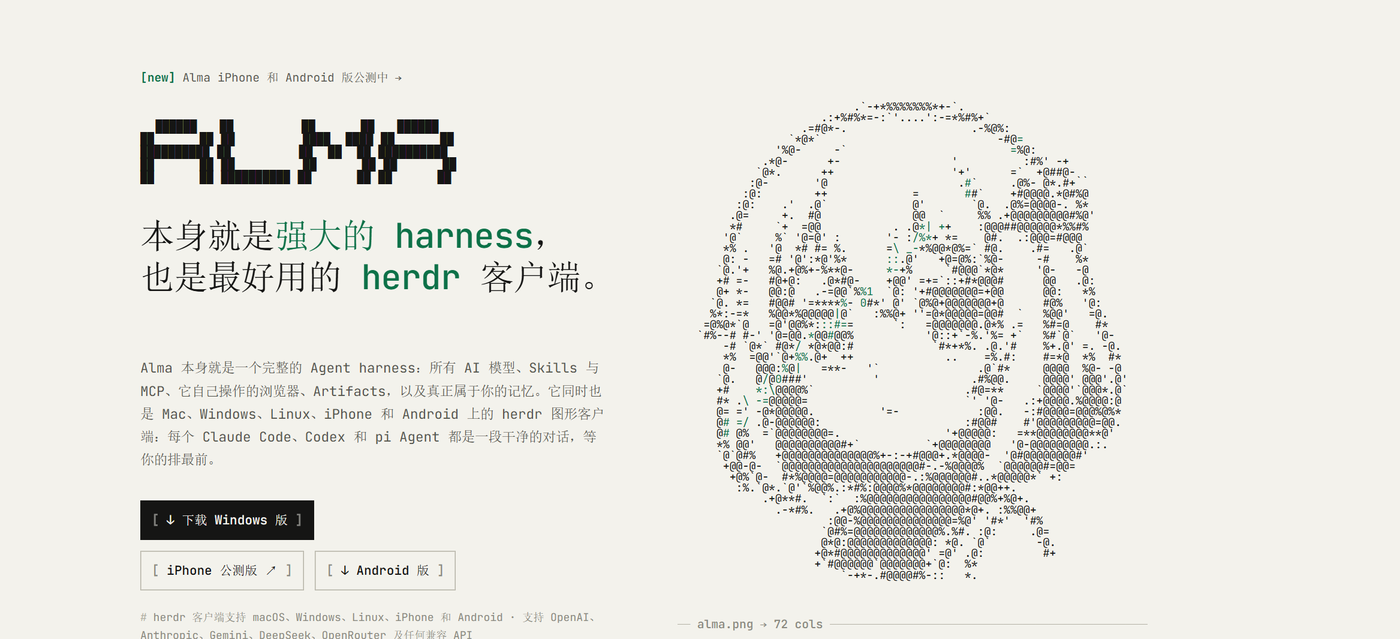 [new] Alma iPhone 和 Android 版公测中 →
ALMA
本身就是强大的 harness,
也是最好用的 herdr 客户端。
Alma 本身就是一个完整的 Agent harness: 所有 AI 模型、Skills 与
MCP、它自己操作的浏览器、Artifacts, 以及真正属于你的记忆。它同时也
是 Mac、Windows、Linux、iPhone 和 Android 上的 herdr 图形客户
端: 每个 Claude Code、Codex 和 pi Agent 都是一段干净的对话, 等
你的排最前。
[ ↓ 下载 Windows 版 ]
[ iPhone 公测版 ↗ ] [ ↓ Android 版 ]
# herdr 客户端支持 macOS、Windows、Linux、iPhone 和 Android · 支持 OpenAI、
Anthropic、Gemini、DeepSeek、OpenRouter 及任何兼容 API
alma.png → 72 cols